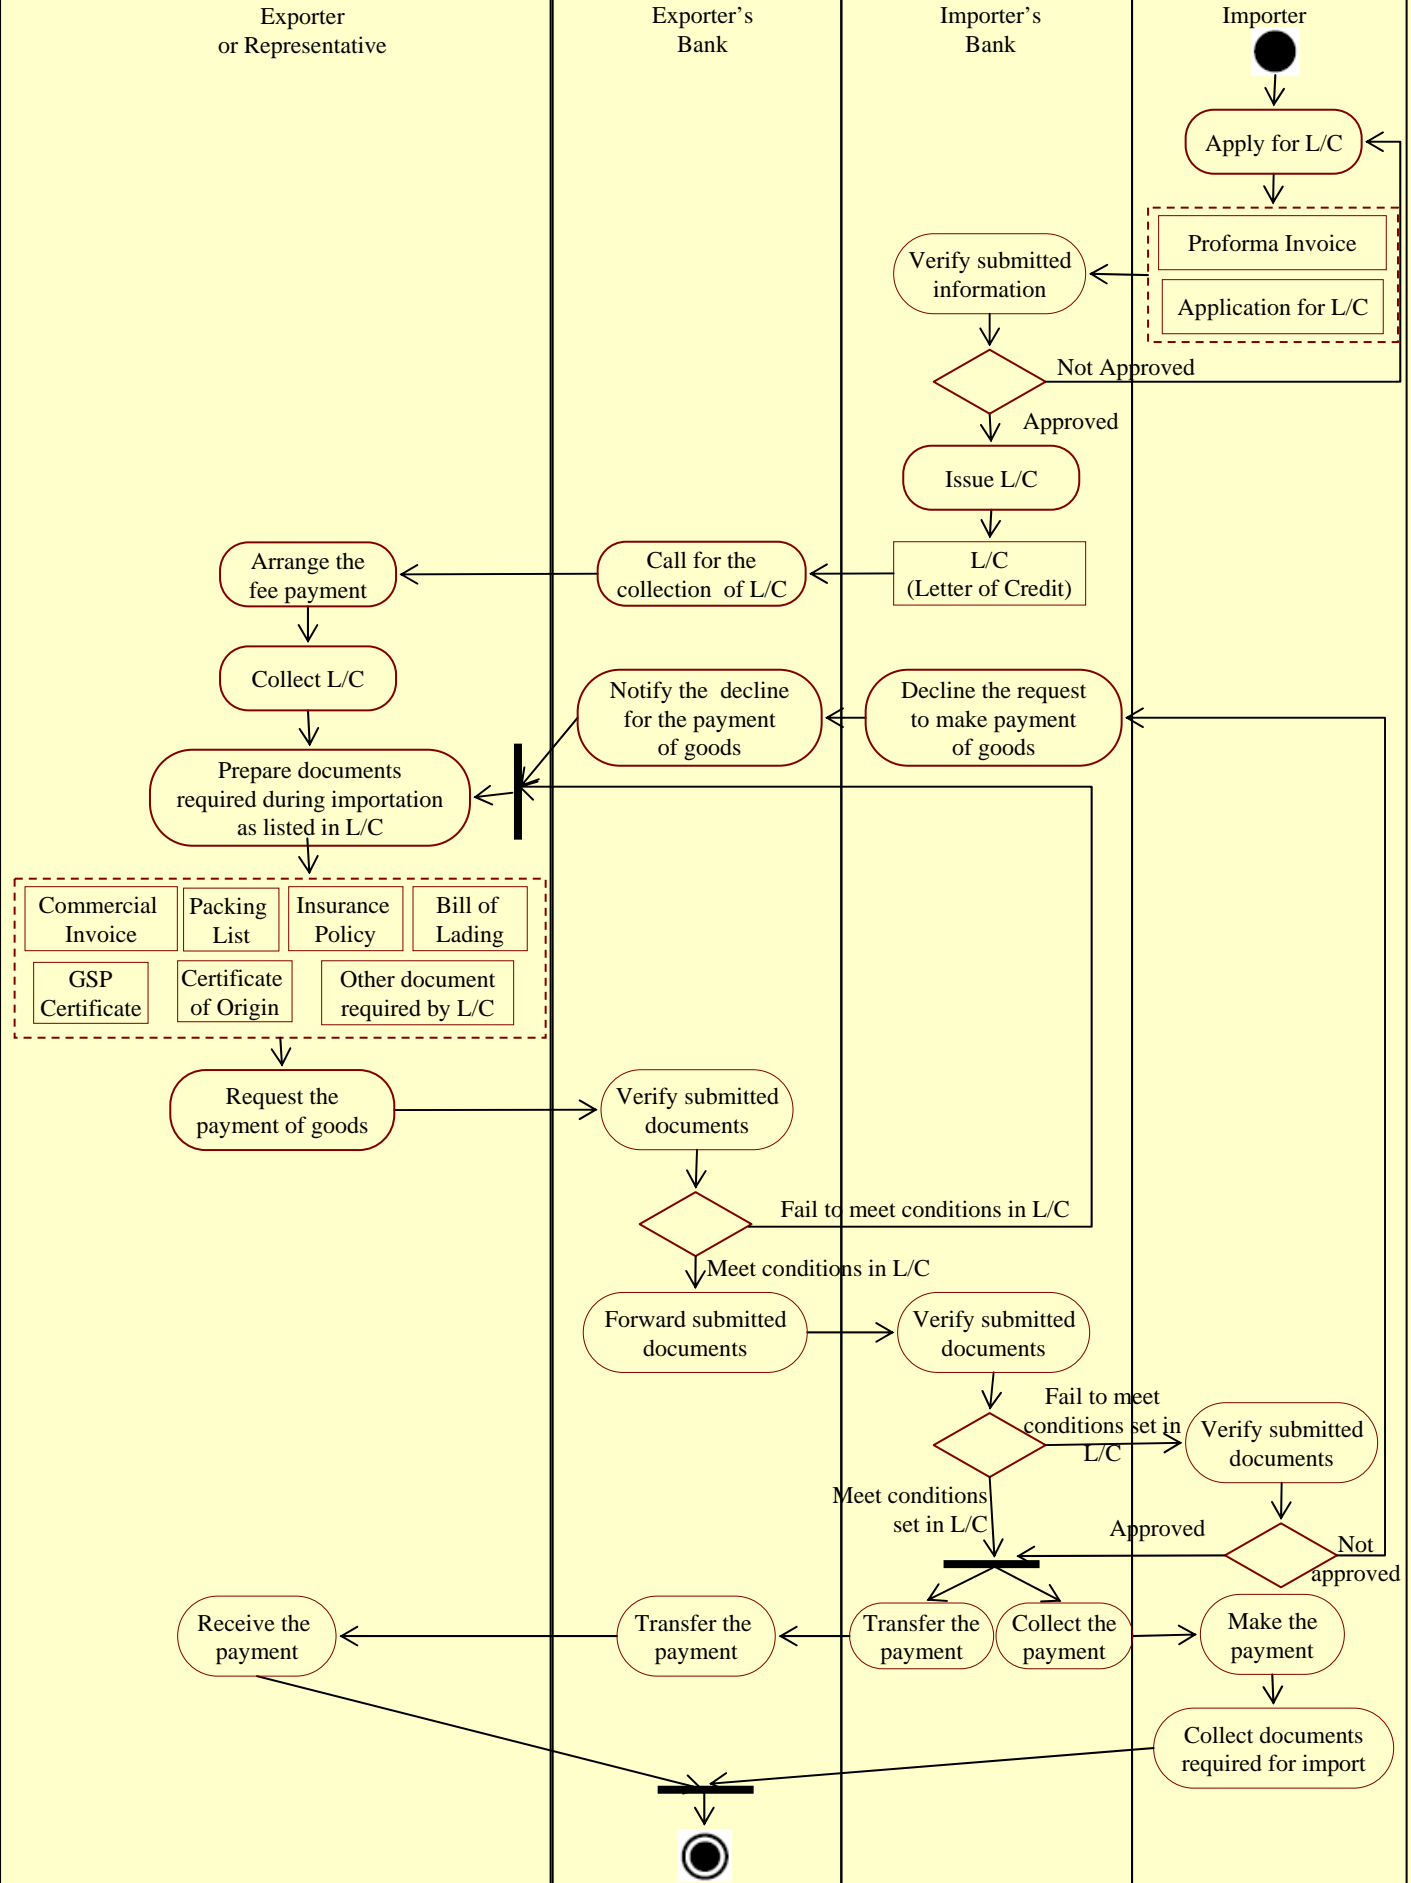 Exporter
or Representative
Exporter’s
Bank
Importer’s
Bank
Importer
Apply for L/C
Proforma Invoice
Application for L/C
Verify submitted
information
Not Approved
Approved
Issue L/C
L/C
(Letter of Credit)
Call for the
collection of L/C
Arrange the
fee payment
Collect L/C
Notify the decline
for the payment
of goods
Decline the request
to make payment
of goods
Prepare documents
required during importation
as listed in L/C
Commercial
Invoice
Packing
List
Insurance
Policy
Bill of
Lading
GSP
Certificate
Certificate
of Origin
Other document
required by L/C
Request the
payment of goods
Verify submitted
documents
Fail to meet conditions in L/C
Meet conditions in L/C
Forward submitted
documents
Verify submitted
documents
Fail to meet
conditions set in
L/C
Verify submitted
documents
Meet conditions
set in L/C
Approved
Not
approved
Receive the
payment
Transfer the
payment
Transfer the
payment
Collect the
payment
Make the
payment
Collect documents
required for import